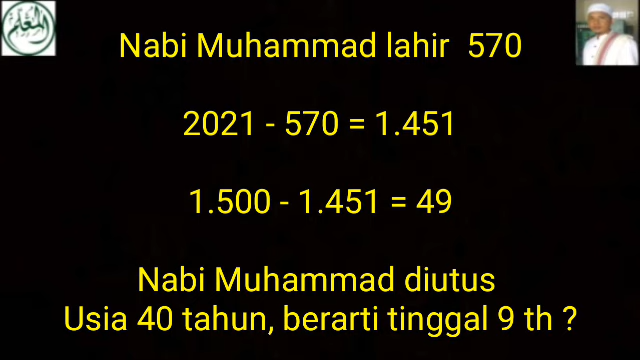 Nabi Muhammad lahir 570
2021 - 570 = 1.451
1.500 - 1.451 = 49
Nabi Muhammad diutus
Usia 40 tahun, berarti tinggal 9 th ?